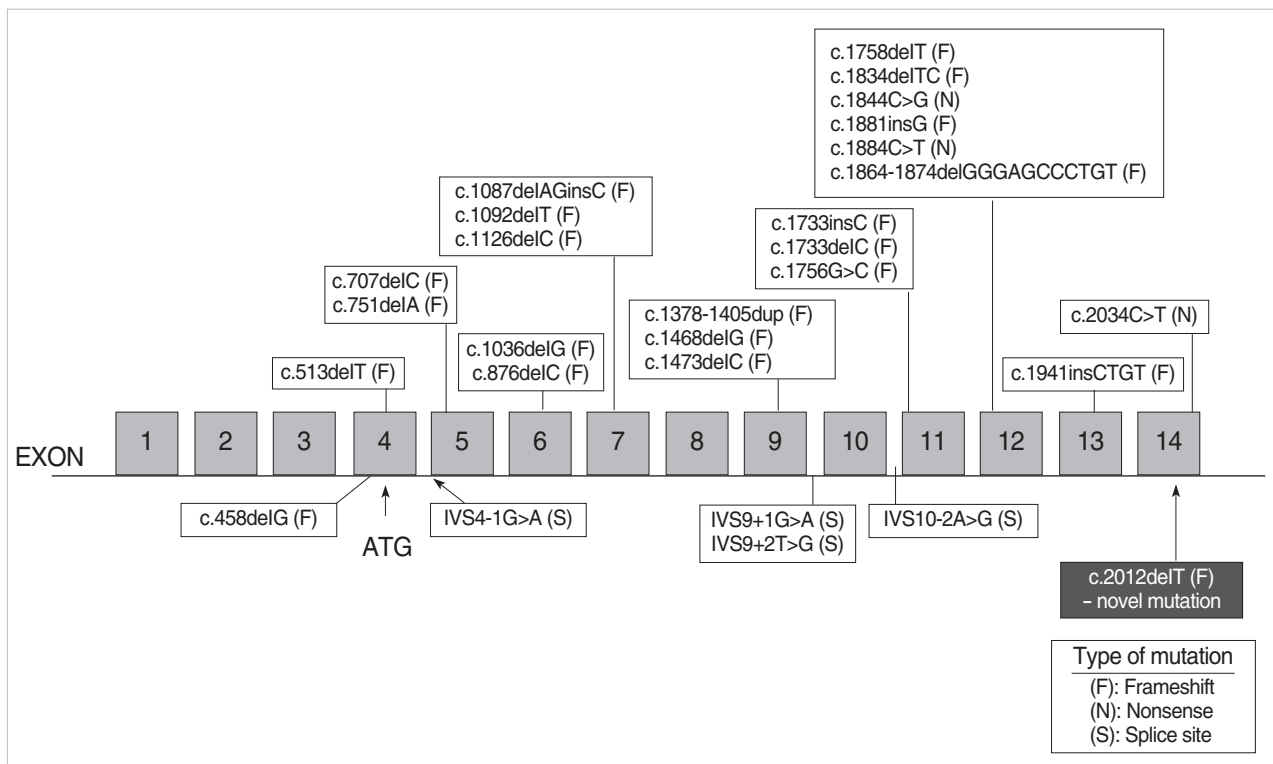 c.1758delT (F)
c.1834delTC (F)
c.1844C>G (N)
c.1881insG (F)
c.1884C>T (N)
c.1864-1874delGGGAGCCCTGT (F)
c.1087delAGinsC (F)
c.1092delT (F)
c.1126delC (F)
c.1733insC (F)
c.1733delC (F)
c.1756G>C (F)
c.707delC (F)
c.751delA (F)
c.1378-1405dup (F)
c.1468delG (F)
c.1473delC (F)
c.2034C>T (N)
c.1036delG (F)
c.876delC (F)
c.513delT (F)
c.1941insCTGT (F)
EXON 1 2 3 4 5 6 7 8 9 10 11 12 13 14
c.458delG (F)
ATG
IVS4-1G>A (S)
IVS9+1G>A (S)
IVS9+2T>G (S)
IVS10-2A>G (S)
c.2012delT (F)
– novel mutation
Type of mutation
(F): Frameshift
(N): Nonsense
(S): Splice site